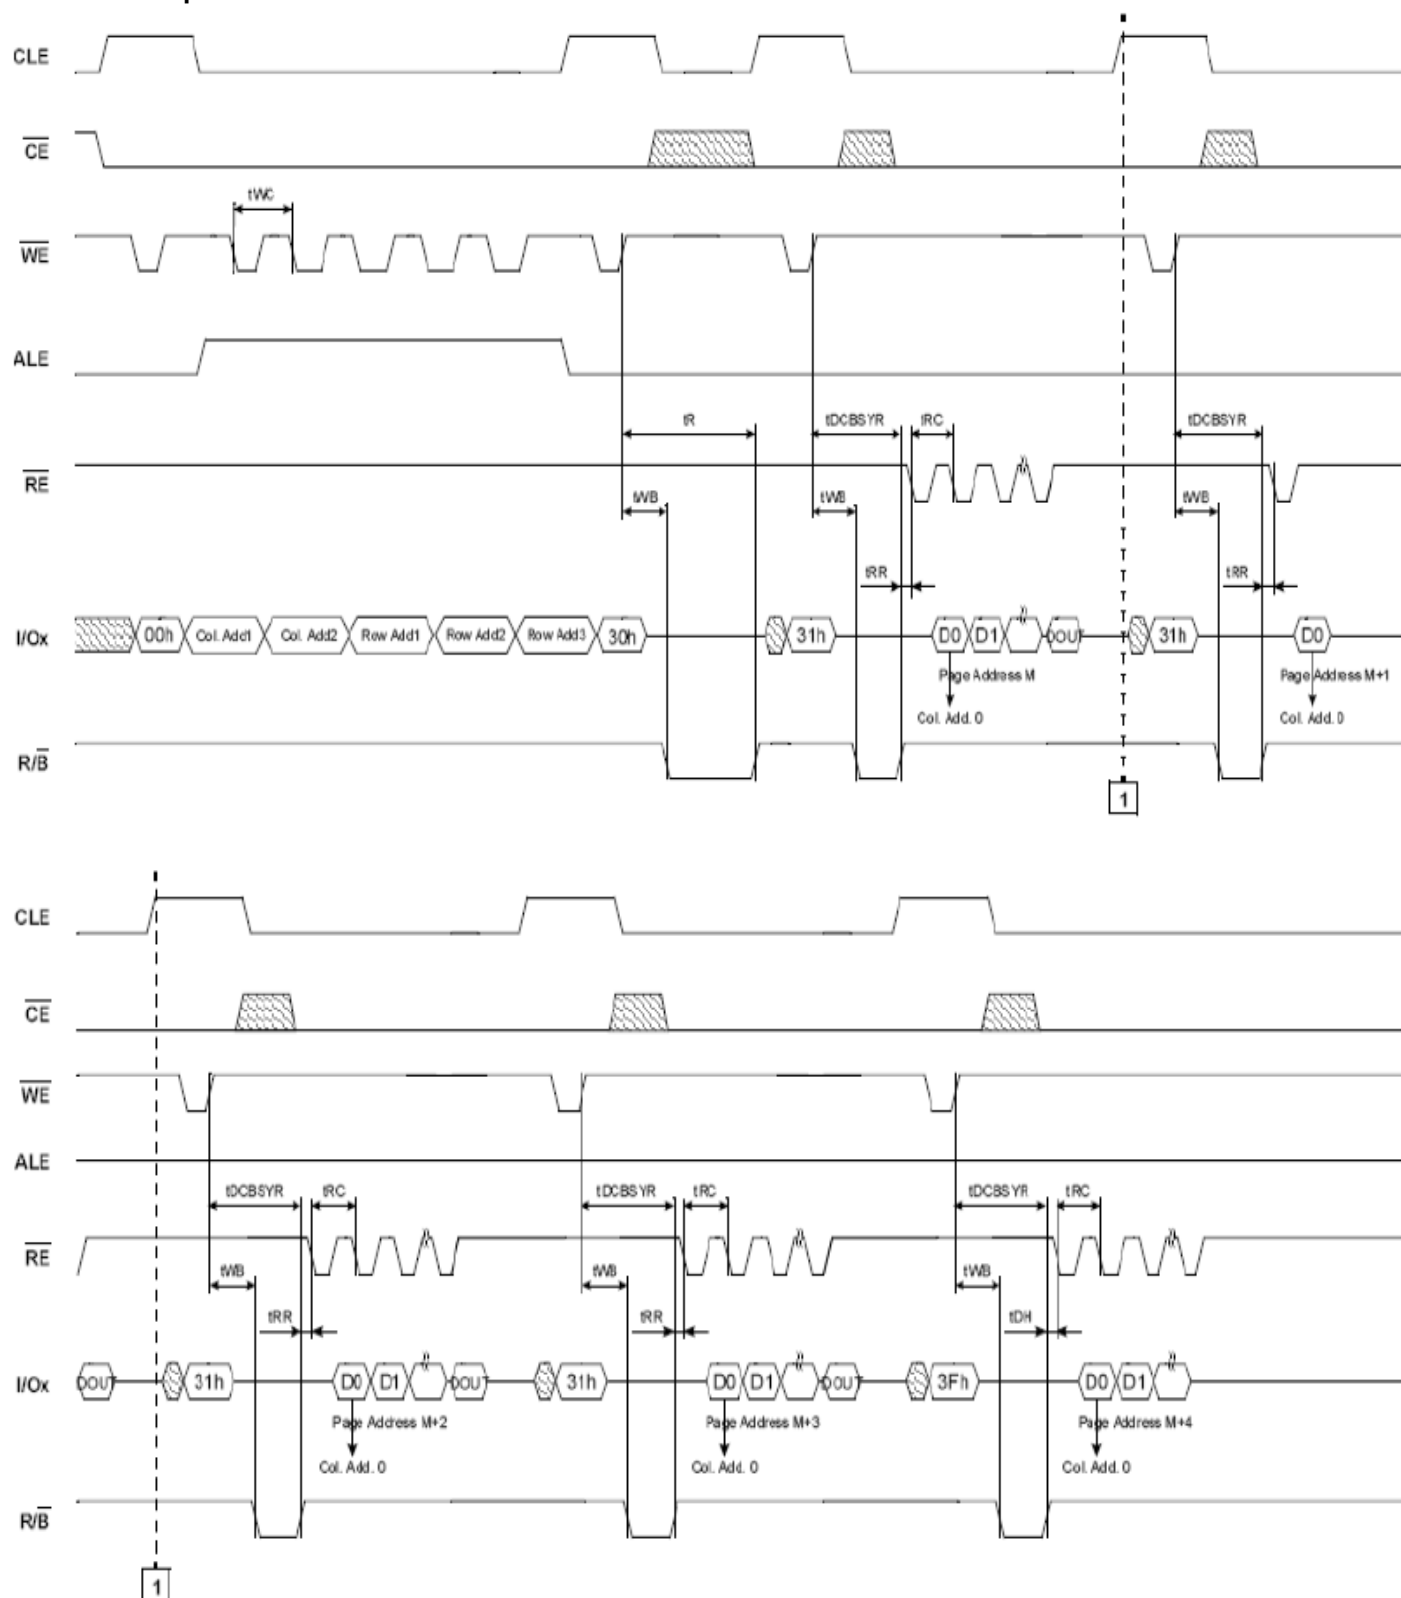 CLE
CE
tWC
WE
ALE
tR tDCBSYR tRC tDCBSYR
RE
tWB tWB tWB
tRR tRR
I/Ox 00h Col. Add1 Col. Add2 Row Add1 Row Add2 Row Add3 30h 31h D0 D1 DOUT 31h D0
Page Address M Page Address M+1
Col. Add. 0 Col. Add. 0
R/B
1
CLE
CE
WE
ALE
tDCBSYR tRC tDCBSYR tRC tDCBSYR tRC
RE
tWB tWB tWB
tRR tRR tDH
I/Ox DOUT 31h D0 D1 DOUT 31h D0 D1 DOUT 3Fh D0 D1
Page Address M+2 Page Address M+3 Page Address M+4
Col. Add. 0 Col. Add. 0 Col. Add. 0
R/B
1